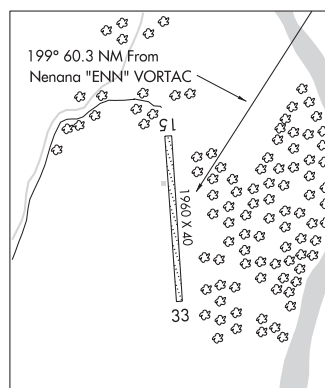 199° 60.3 NM From
Nenana "ENN" VORTAC
15
1960 X 40
33